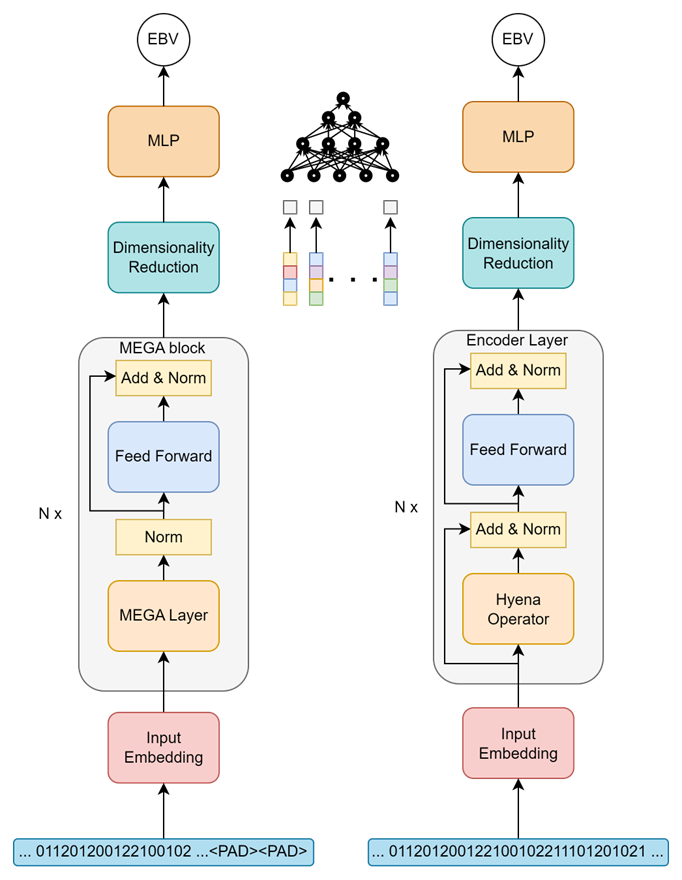 EBV
MLP
Dimensionality
Reduction
MEGA block
Add & Norm
Feed Forward
N x
Norm
MEGA Layer
Input
Embedding
... 011201200122100102 ...<PAD><PAD>
EBV
MLP
Dimensionality
Reduction
Encoder Layer
Add & Norm
Feed Forward
N x
Add & Norm
Hyena
Operator
Input
Embedding
... 011201200122100102211101201021 ...